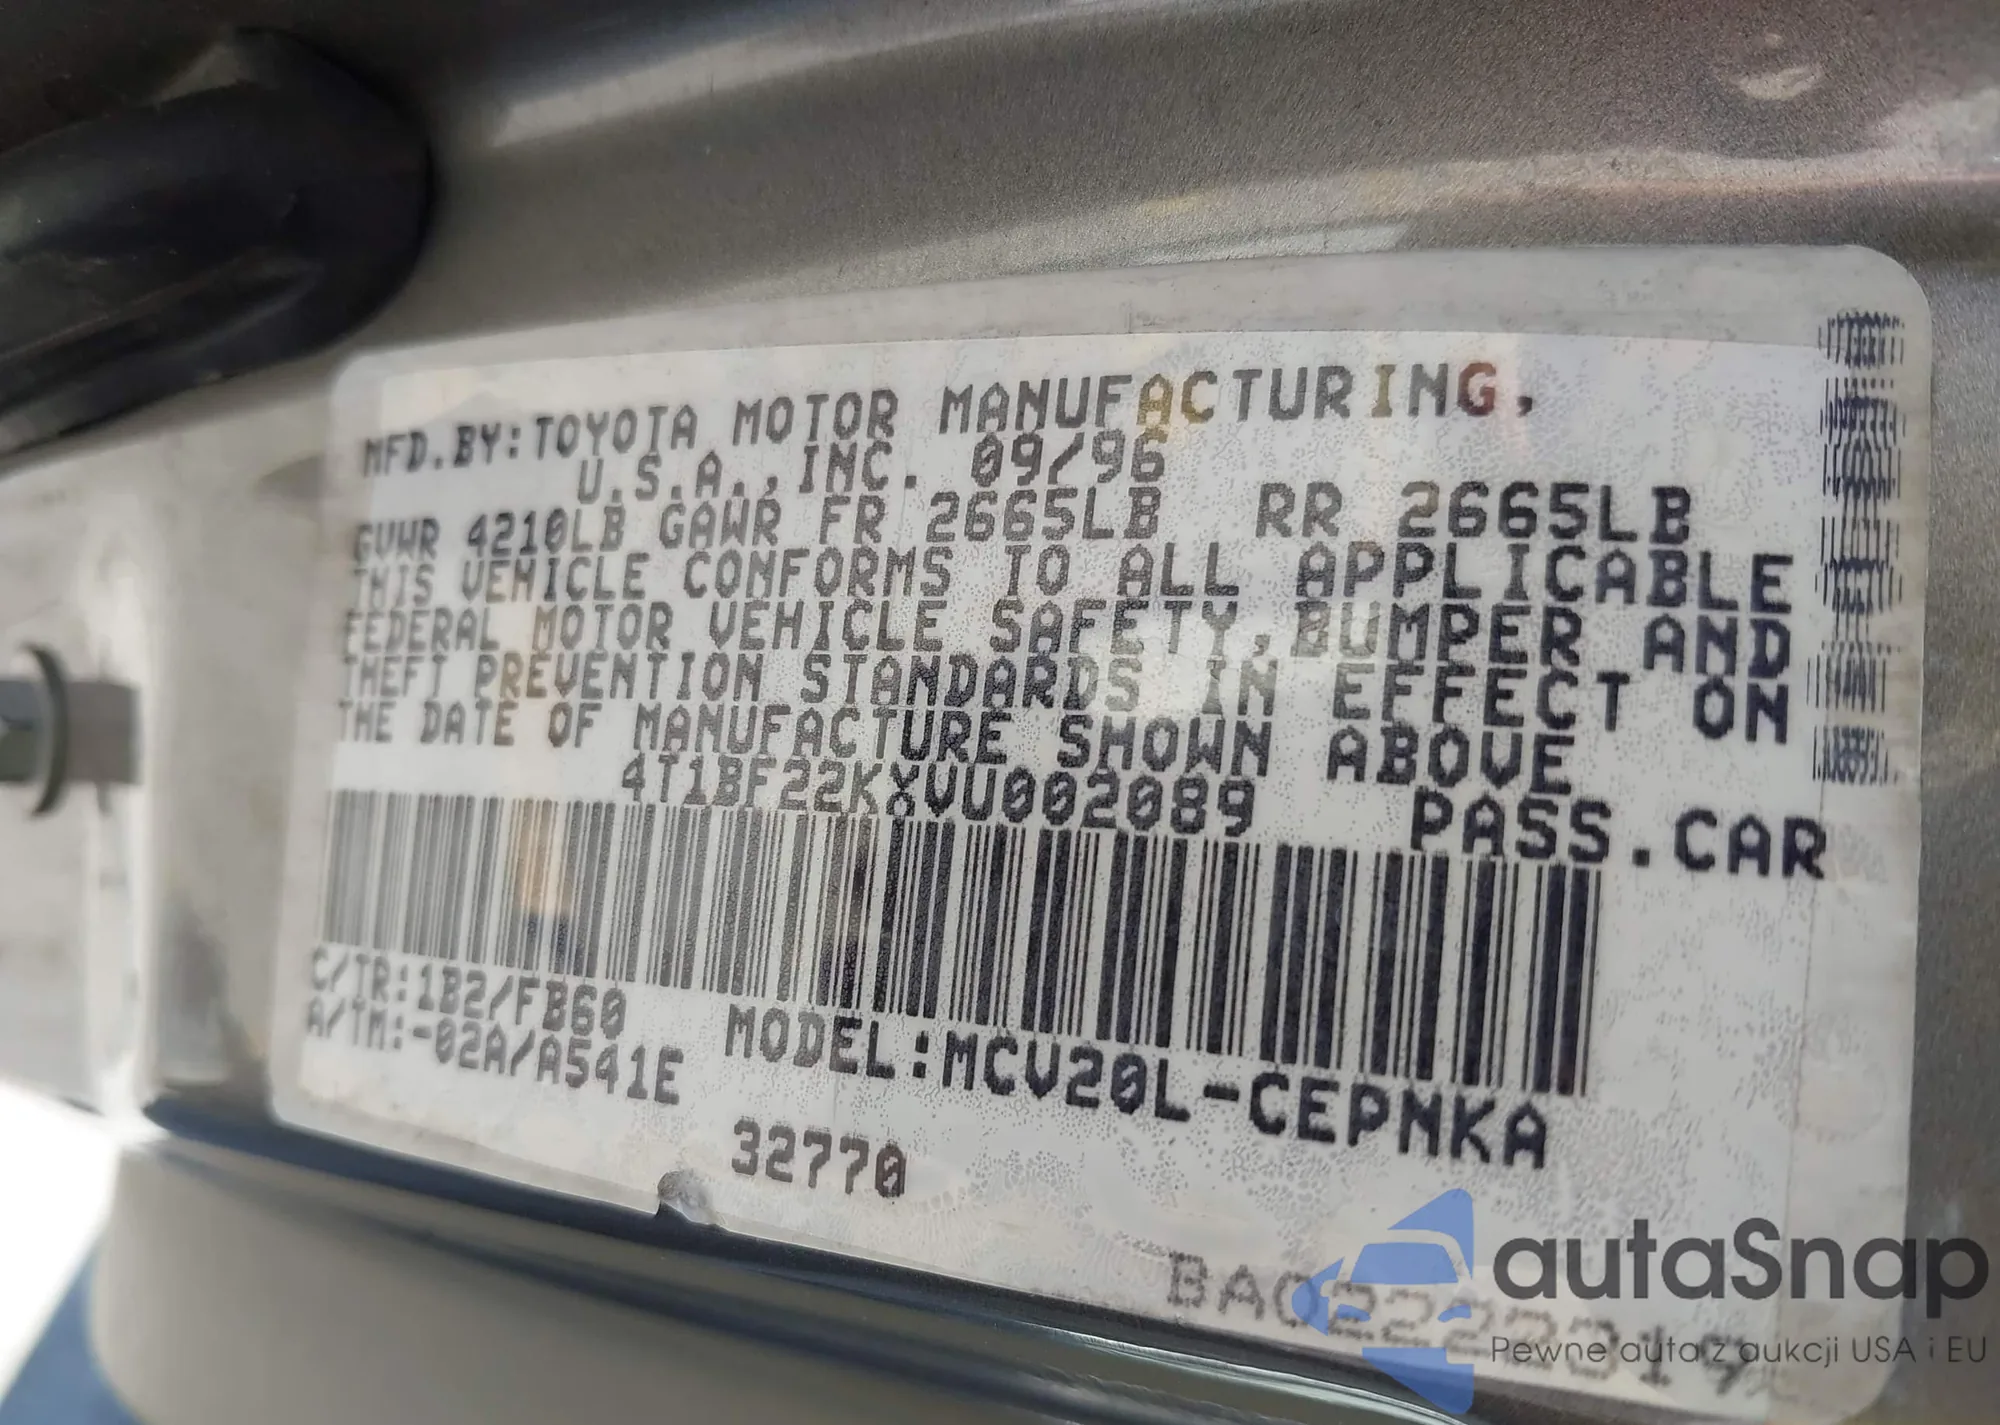 MFD.BY:TOYOTA MOTOR MANUFACTURING,
U.S.A.,INC. 09/96
GVWR 4210LB GAWR FR 2665LB RR 2665LB
THIS VEHICLE CONFORMS TO ALL APPLICABLE
FEDERAL MOTOR VEHICLE SAFETY,BUMPER AND
THEFT PREVENTION STANDARDS IN EFFECT ON
THE DATE OF MANUFACTURE SHOWN ABOVE
4T1BF22KXVU002089 PASS.CAR
C/TR:1B2/FB60
A/TM:-02A/A541E MODEL:MCV20L-CEPNKA
32770
autaSnap
Pewne auta z aukcji USA i EU